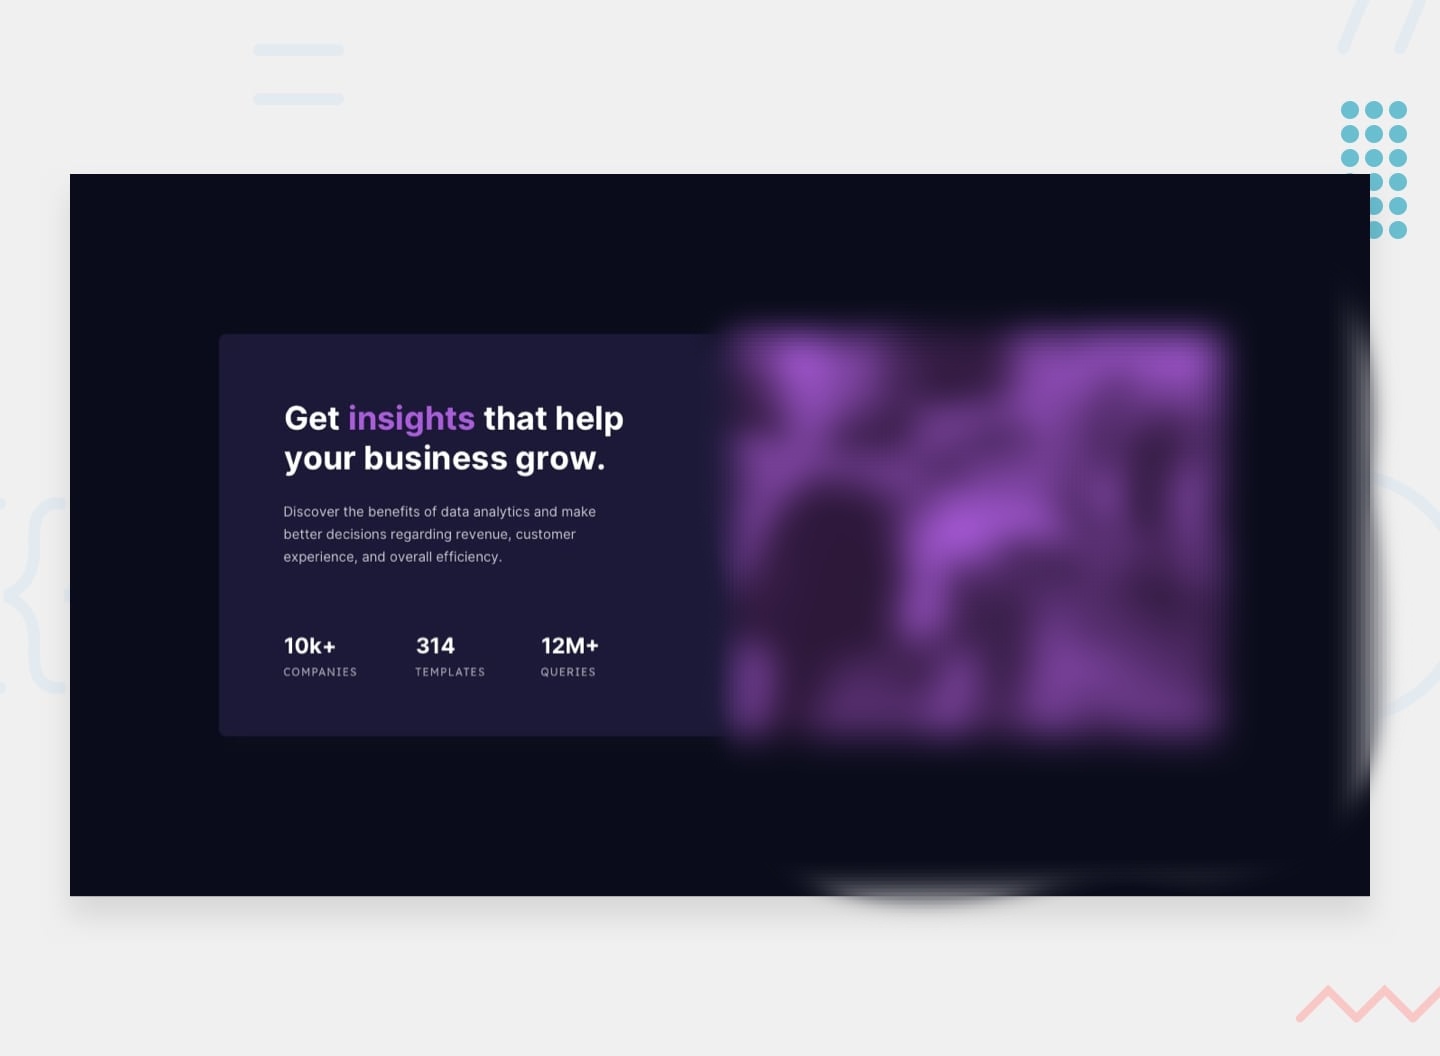 Get insights that help
your business grow.
Discover the benefits of data analytics and make
better decisions regarding revenue, customer
experience, and overall efficiency.
10k+ 314 12M+
COMPANIES TEMPLATES QUERIES